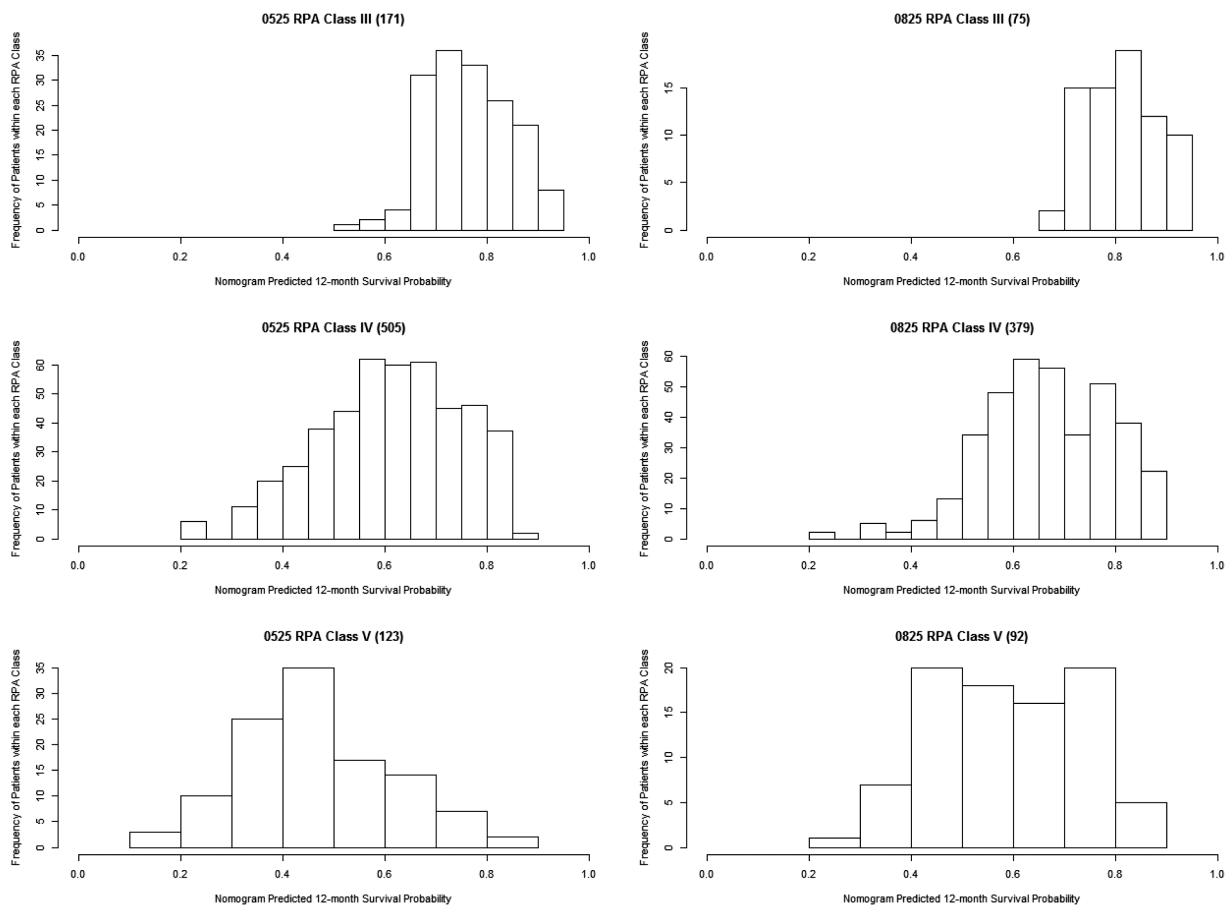 0525 RPA Class III (171)
Frequency of Patients within each RPA Class
35
30
25
20
15
10
5
0
0.0 0.2 0.4 0.6 0.8 1.0
Nomogram Predicted 12-month Survival Probability
0825 RPA Class III (75)
Frequency of Patients within each RPA Class
15
10
5
0
0.0 0.2 0.4 0.6 0.8 1.0
Nomogram Predicted 12-month Survival Probability
0525 RPA Class IV (505)
Frequency of Patients within each RPA Class
60
50
40
30
20
10
0
0.0 0.2 0.4 0.6 0.8 1.0
Nomogram Predicted 12-month Survival Probability
0825 RPA Class IV (379)
Frequency of Patients within each RPA Class
60
50
40
30
20
10
0
0.0 0.2 0.4 0.6 0.8 1.0
Nomogram Predicted 12-month Survival Probability
0525 RPA Class V (123)
Frequency of Patients within each RPA Class
35
30
25
20
15
10
5
0
0.0 0.2 0.4 0.6 0.8 1.0
Nomogram Predicted 12-month Survival Probability
0825 RPA Class V (92)
Frequency of Patients within each RPA Class
20
15
10
5
0
0.0 0.2 0.4 0.6 0.8 1.0
Nomogram Predicted 12-month Survival Probability